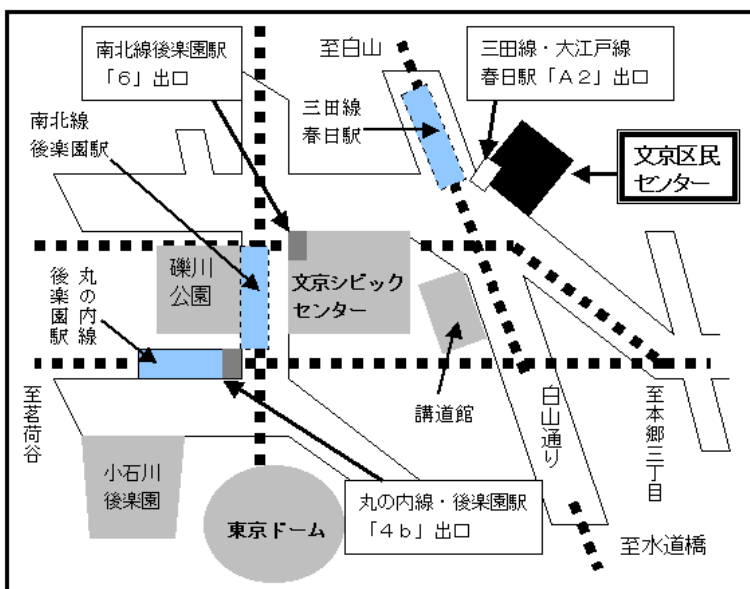 南北線後楽園駅
「6」出口
至白山
三田線・大江戸線
春日駅「A2」出口
南北線
後楽園駅
三田線
春日駅
文京区民
センター
礫川
公園
文京シビック
センター
丸の内線
後楽園駅
講道館
白山通り
至本郷三丁目
至茗荷谷
小石川
後楽園
東京ドーム
丸の内線・後楽園駅
「4b」出口
至水道橋